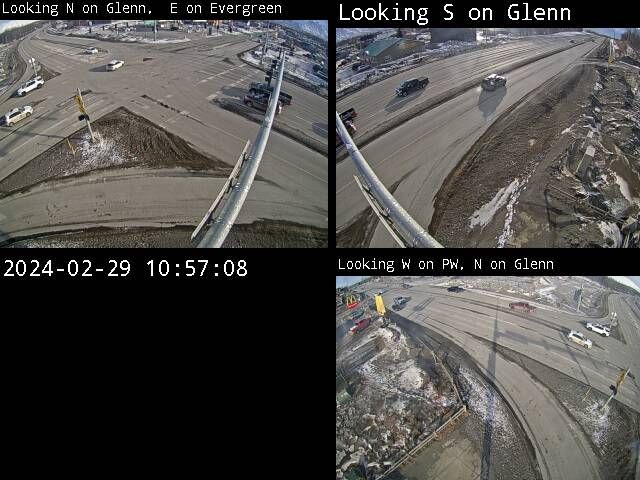 Looking N on Glenn, E on Evergreen
Looking S on Glenn
2024-02-29 10:57:08
Looking W on PW, N on Glenn